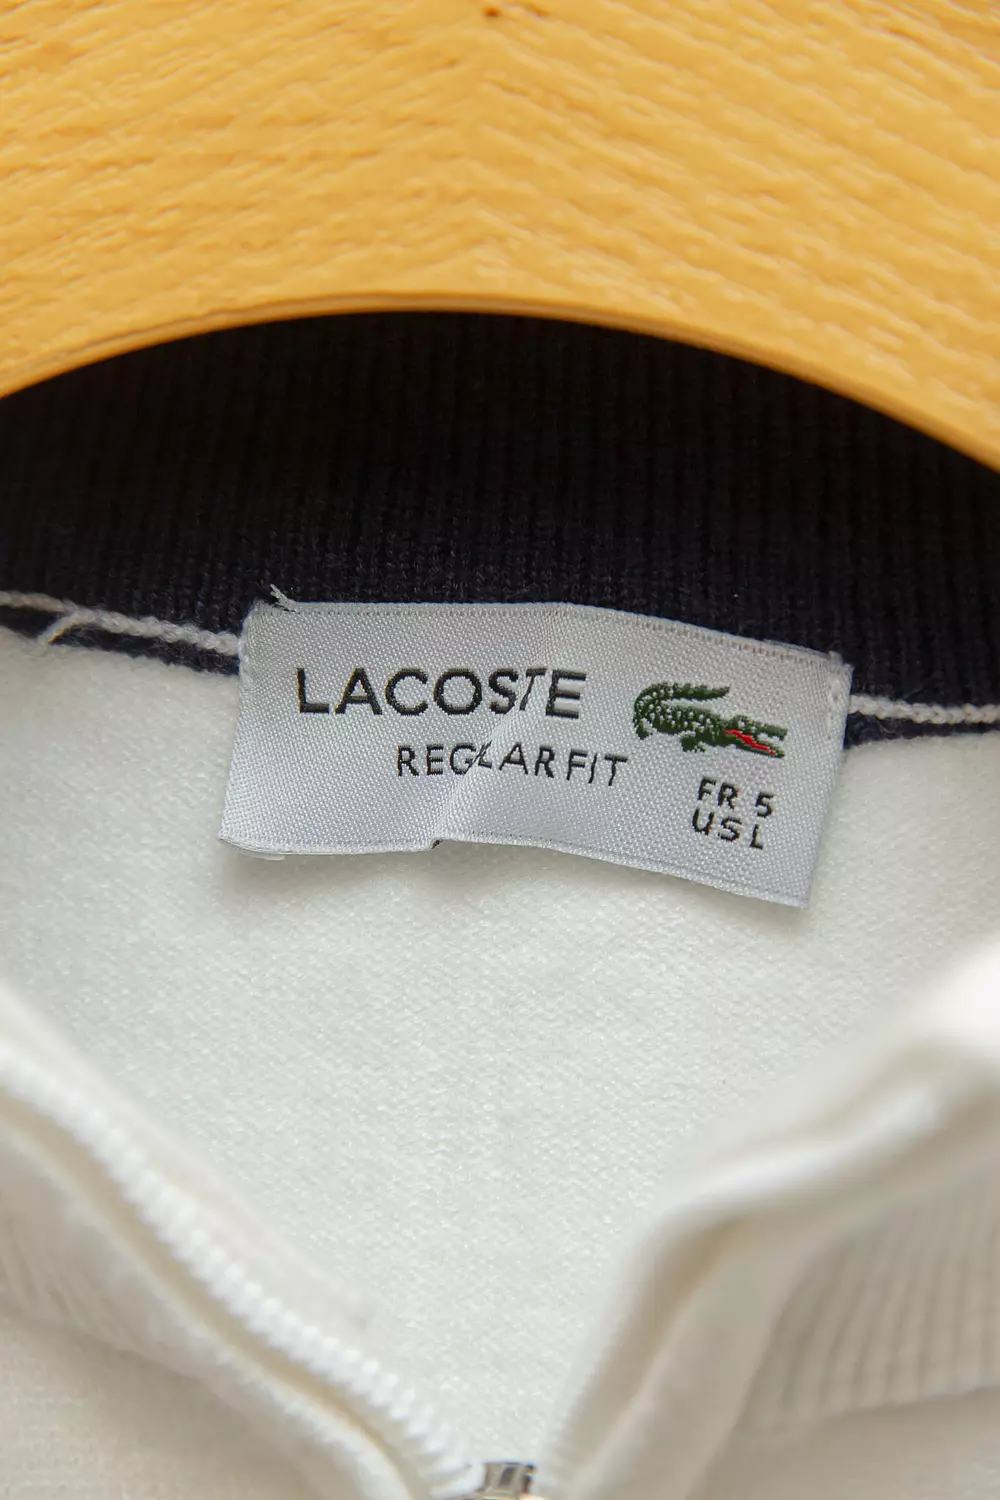 LACOSTE
REGULAR FIT
FR 5
US L